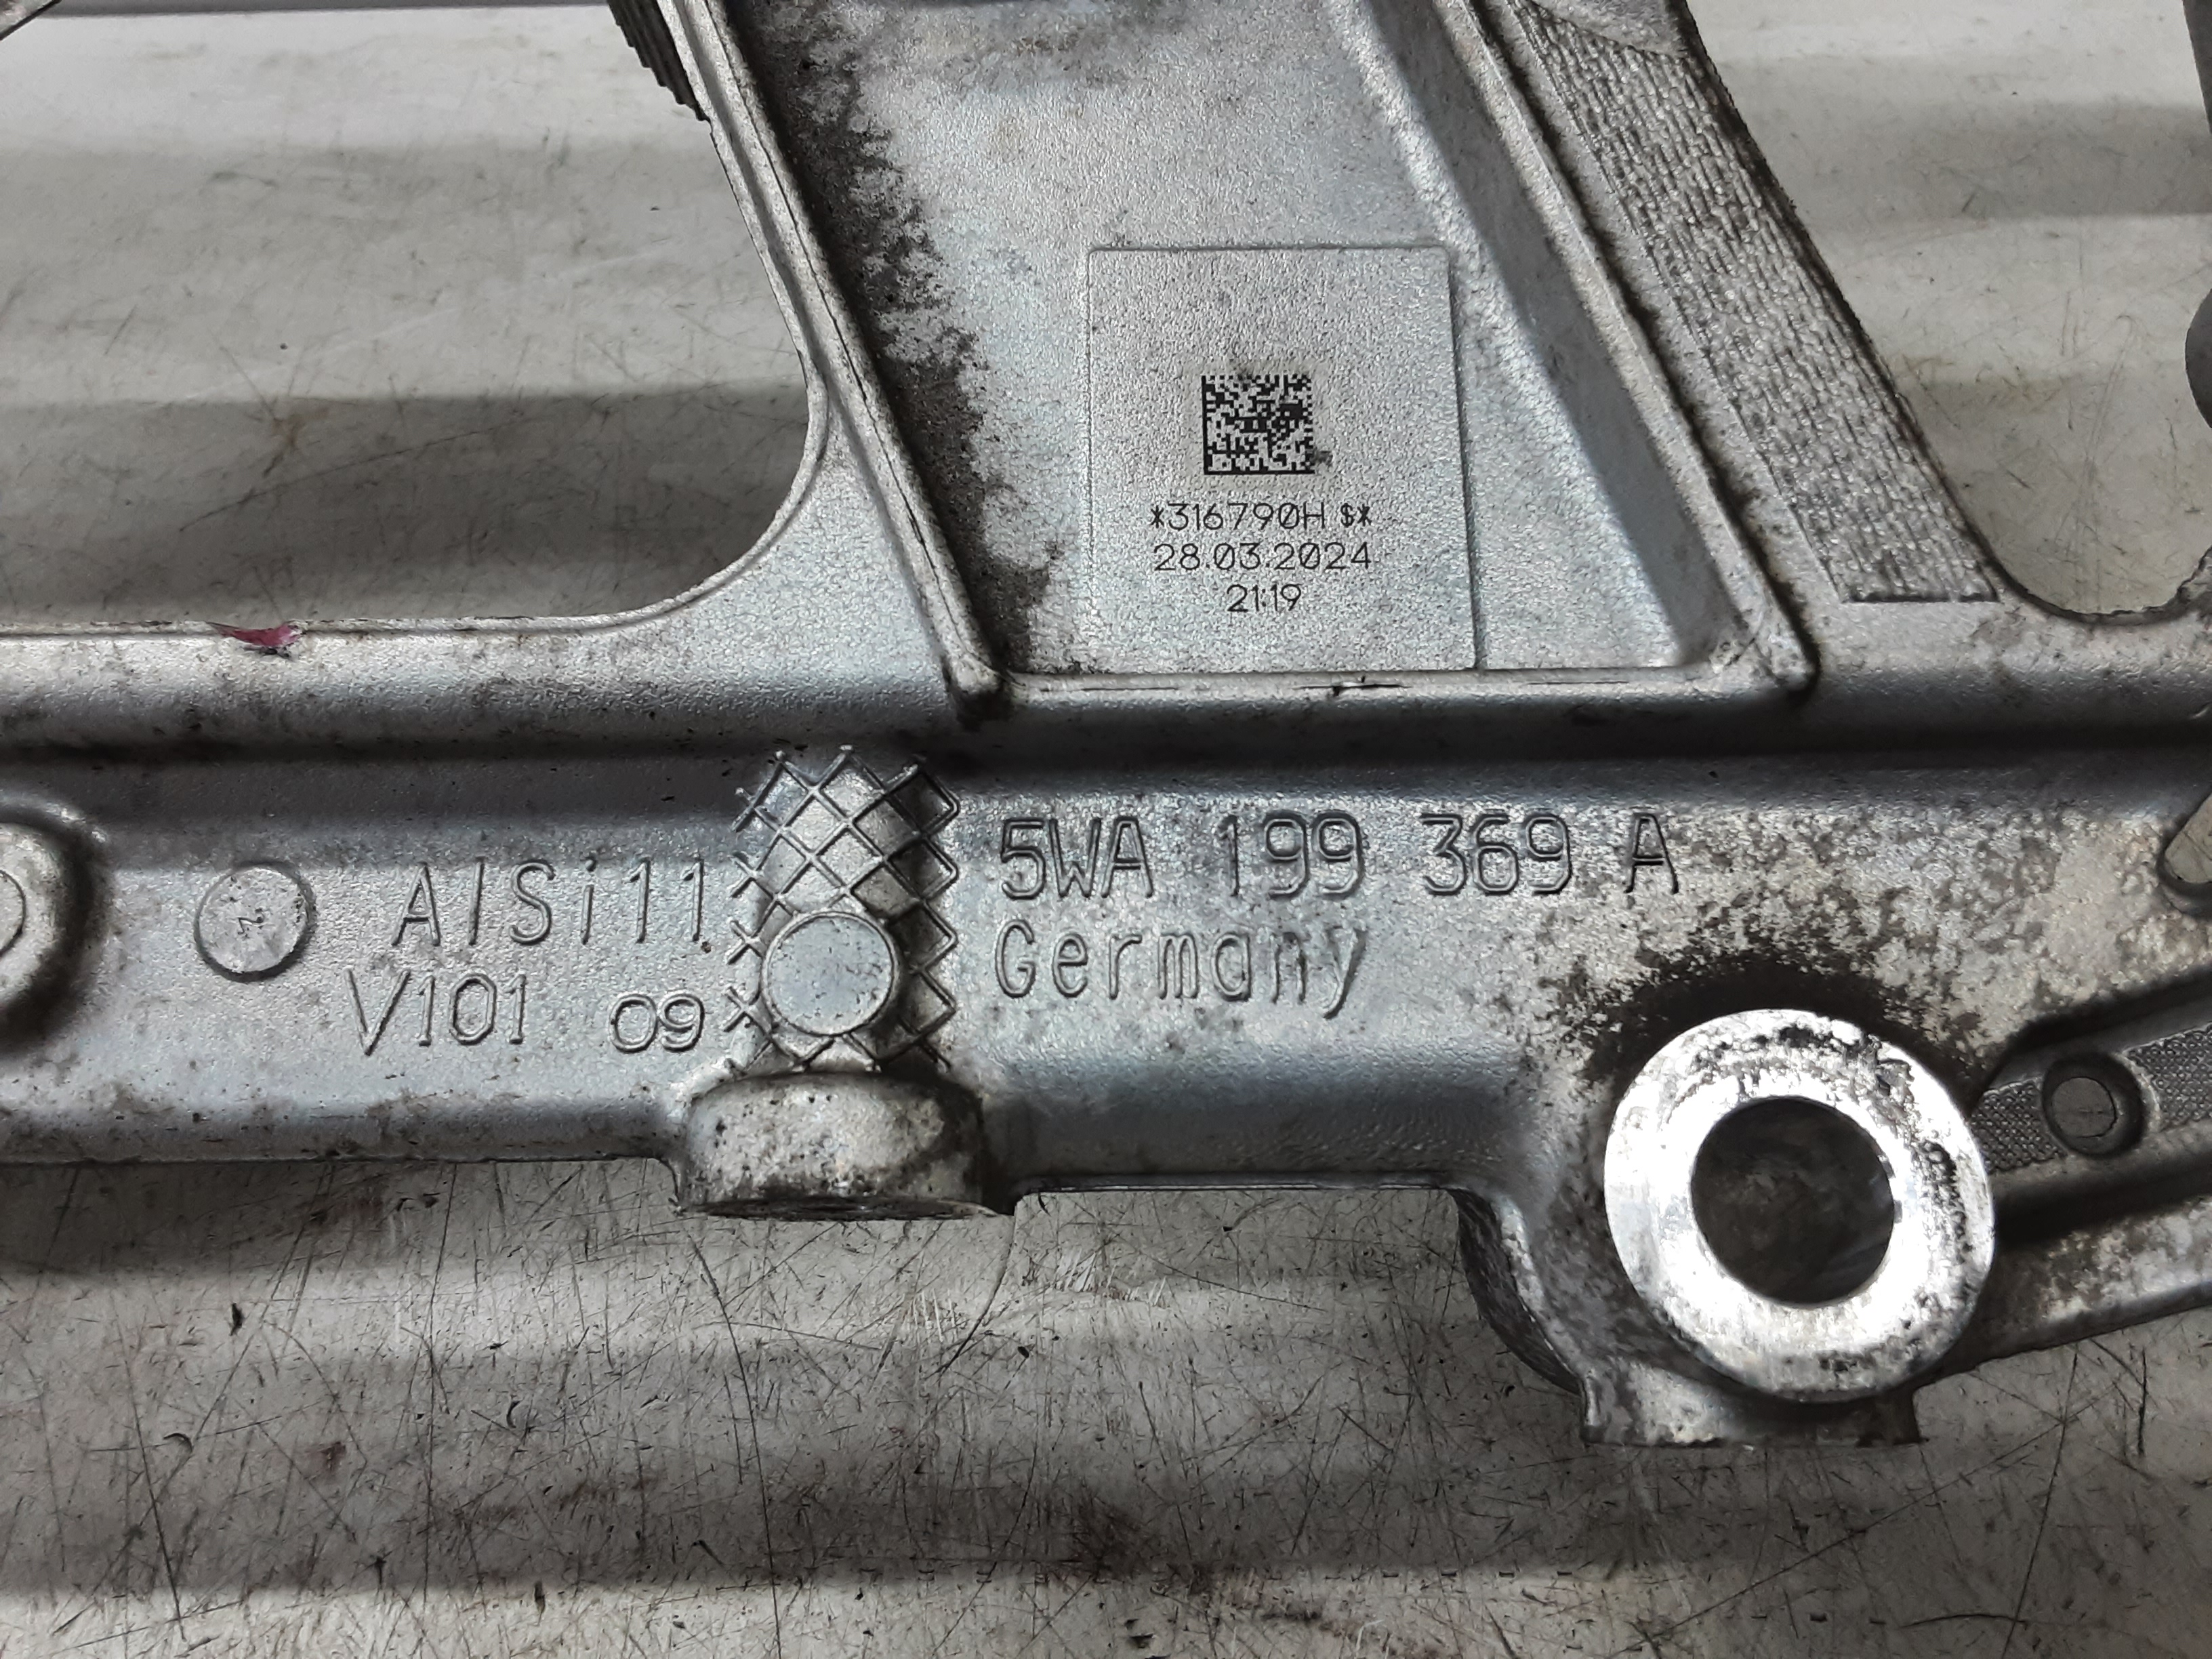 *316790H $*
28.03.2024
21:19
AlSi11
V101 09
5WA 199 369 A
Germany